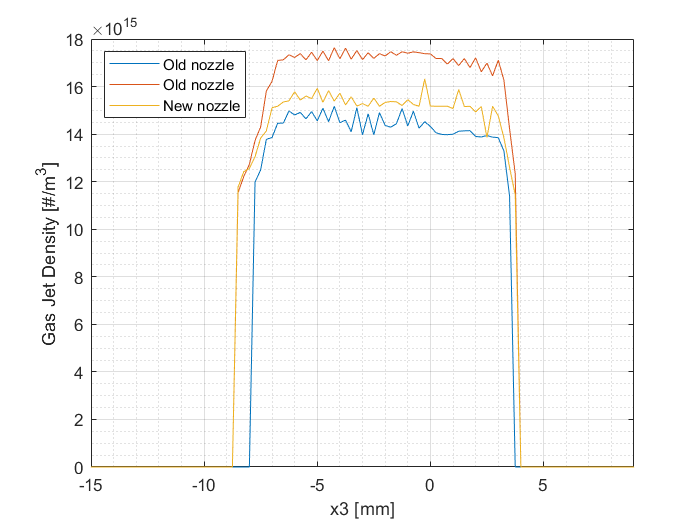 ×10^15
18
16
14
12
10
8
6
4
2
0
Gas Jet Density [#/m^3]
Old nozzle
Old nozzle
New nozzle
-15 -10 -5 0 5
x3 [mm]